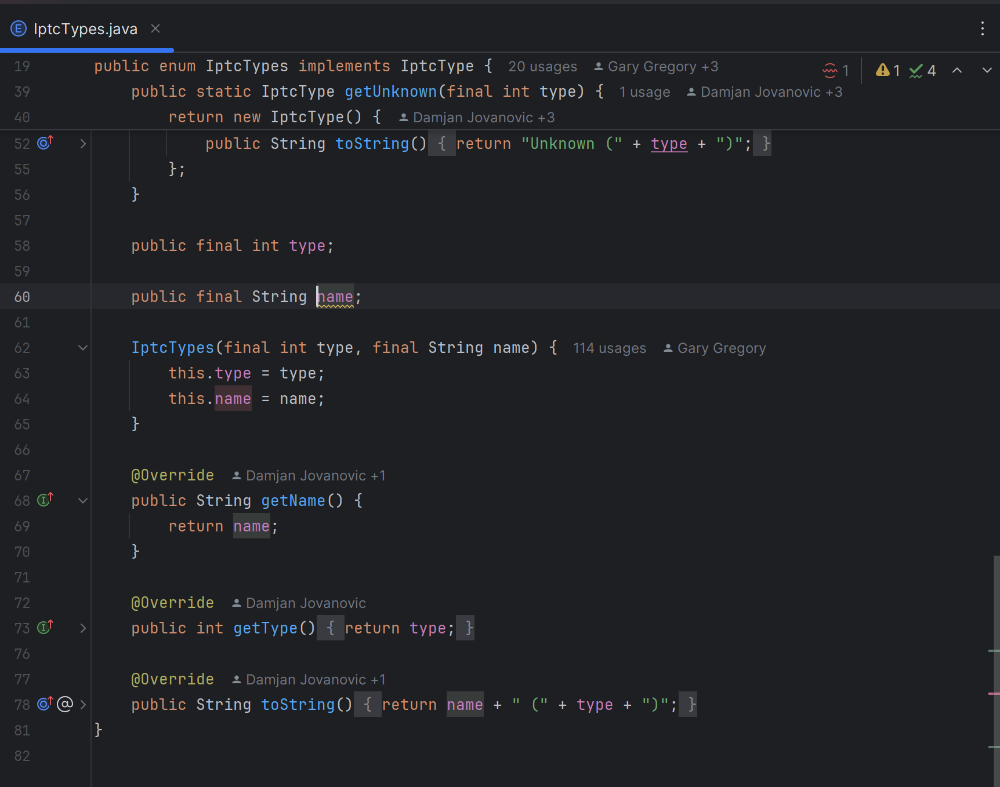 IptcTypes.java
19 public enum IptcTypes implements IptcType { 20 usages Gary Gregory +3 1 1 4
39 public static IptcType getUnknown(final int type) { 1 usage Damjan Jovanovic +3
40 return new IptcType() { Damjan Jovanovic +3
52 public String toString() { return "Unknown (" + type + ")"; }
55 };
56 }
57
58 public final int type;
59
60 public final String name;
61
62 IptcTypes(final int type, final String name) { 114 usages Gary Gregory
63 this.type = type;
64 this.name = name;
65 }
66
67 @Override Damjan Jovanovic +1
68 public String getName() {
69 return name;
70 }
71
72 @Override Damjan Jovanovic
73 public int getType() { return type; }
76
77 @Override Damjan Jovanovic +1
78 public String toString() { return name + " (" + type + ")"; }
81 }
82